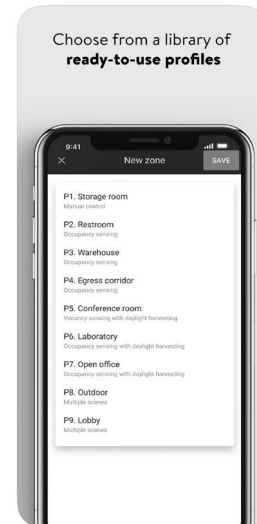 Choose from a library of
ready-to-use profiles
9:41
New zone
SAVE
P1. Storage room
Manual control
P2. Restroom
Occupancy sensing
P3. Warehouse
Occupancy sensing
P4. Egress corridor
Occupancy sensing
P5. Conference room
Vacancy sensing with daylight harvesting
P6. Laboratory
Occupancy sensing with daylight harvesting
P7. Open office
Occupancy sensing with daylight harvesting
P8. Outdoor
Multiple scenes
P9. Lobby
Multiple scenes